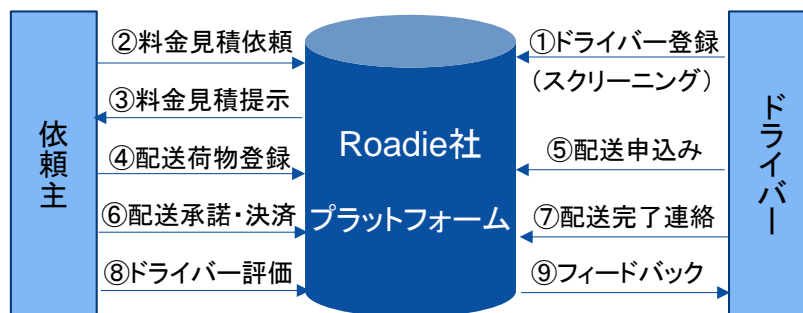 ②料金見積依頼
①ドライバー登録
(スクリーニング)
③料金見積提示
依頼主
Roadie社
プラットフォーム
ドライバー
④配送荷物登録
⑤配送申込み
⑥配送承諾・決済
⑦配送完了連絡
⑧ドライバー評価
⑨フィードバック